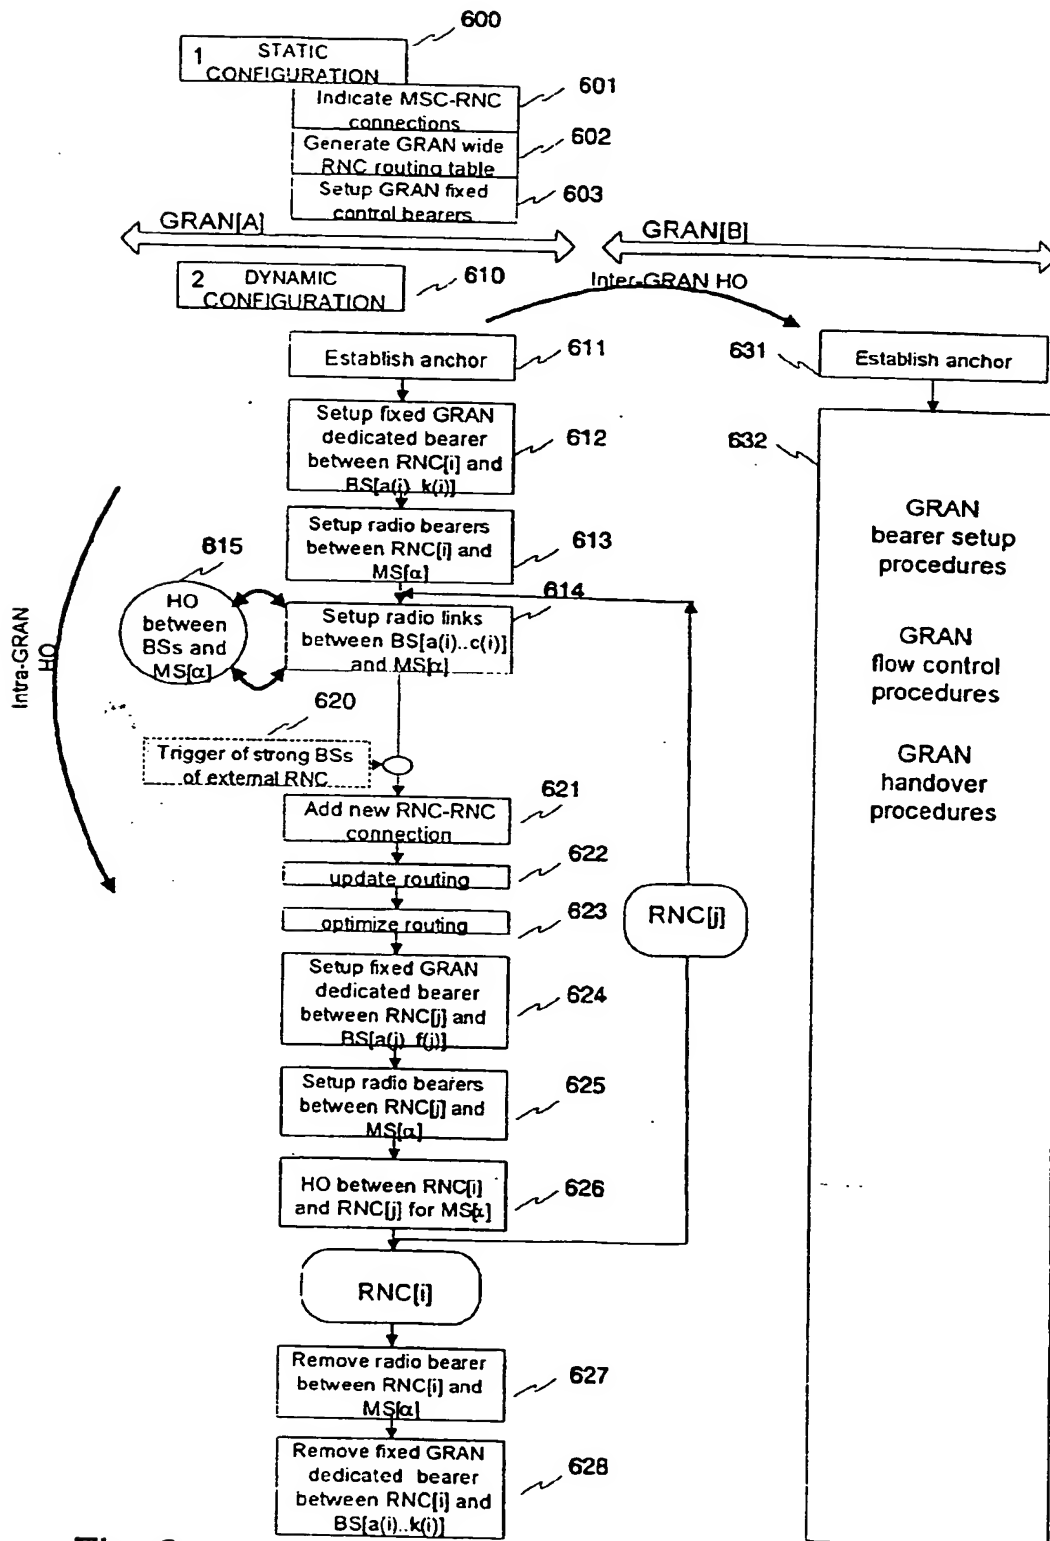 600
1 STATIC
CONFIGURATION
Indicate MSC-RNC
connections
601
Generate GRAN wide
RNC routing table
602
Setup GRAN fixed
control bearers
603
GRAN[A]
GRAN[B]
2 DYNAMIC
CONFIGURATION
610
Inter-GRAN HO
Establish anchor
611
631
Establish anchor
Setup fixed GRAN
dedicated bearer
between RNC[i] and
BS[a(i) k(i)]
612
632
GRAN
bearer setup
procedures
GRAN
flow control
procedures
GRAN
handover
procedures
Setup radio bearers
between RNC[i] and
MS[α]
613
615
HO
between
BSs and
MS[α]
614
Setup radio links
between BS[a(i)..c(i)]
and MS[α]
Intra-GRAN
HO
620
Trigger of strong BSs
of external RNC
Add new RNC-RNC
connection
621
update routing
622
optimize routing
623
RNC[j]
Setup fixed GRAN
dedicated bearer
between RNC[j] and
BS[a(j) f(j)]
624
Setup radio bearers
between RNC[j] and
MS[α]
625
HO between RNC[i]
and RNC[j] for MS[α]
626
RNC[i]
Remove radio bearer
between RNC[i] and
MS[α]
627
Remove fixed GRAN
dedicated bearer
between RNC[i] and
BS[a(i)..k(i)]
628